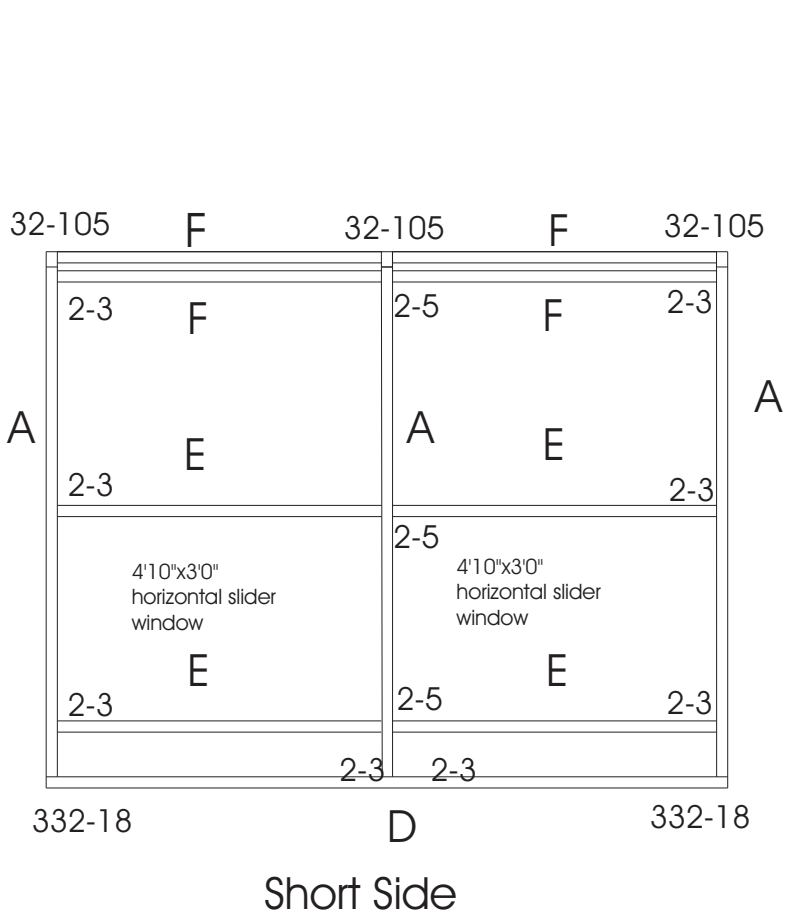 32-105
F
32-105
F
32-105
2-3
F
2-5
F
2-3
A
A
A
E
E
2-3
2-3
2-5
4'10"x3'0"
horizontal slider
window
4'10"x3'0"
horizontal slider
window
E
E
2-3
2-5
2-3
2-3
2-3
332-18
D
332-18
Short Side